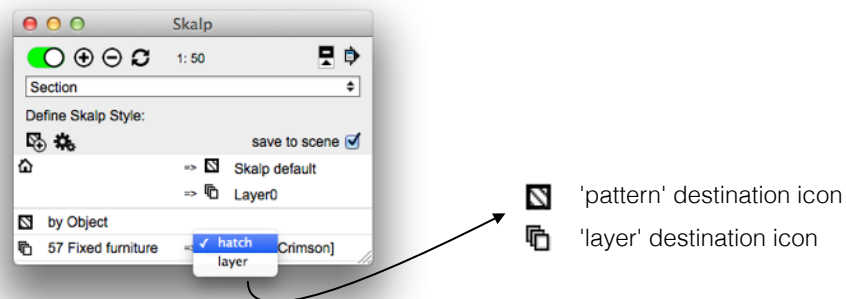 Skalp
1: 50
Section
Define Skalp Style:
save to scene
=> Skalp default
=> Layer0
by Object
57 Fixed furniture => ✓ hatch Crimson]
layer
'pattern' destination icon
'layer' destination icon